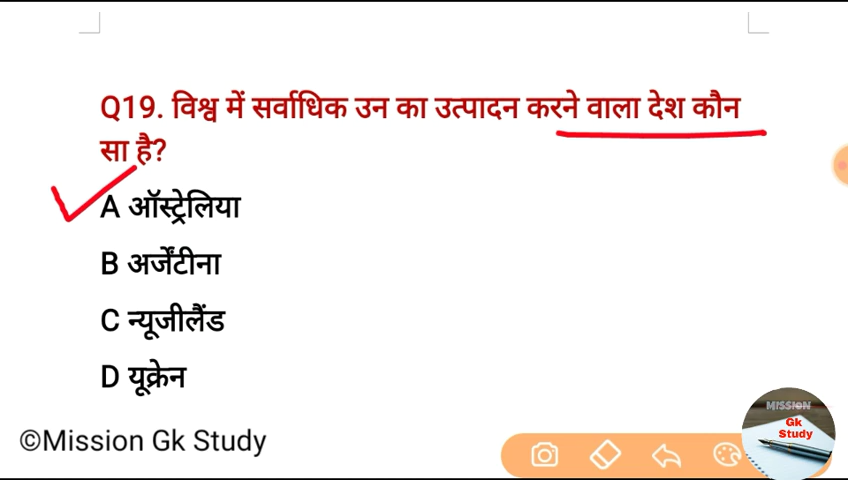 Q19. विश्व में सर्वाधिक उन का उत्पादन करने वाला देश कौन
सा है?
A ऑस्ट्रेलिया
B अर्जेंटीना
C न्यूजीलैंड
D यूक्रेन
©Mission Gk Study
MISSION
Gk
Study